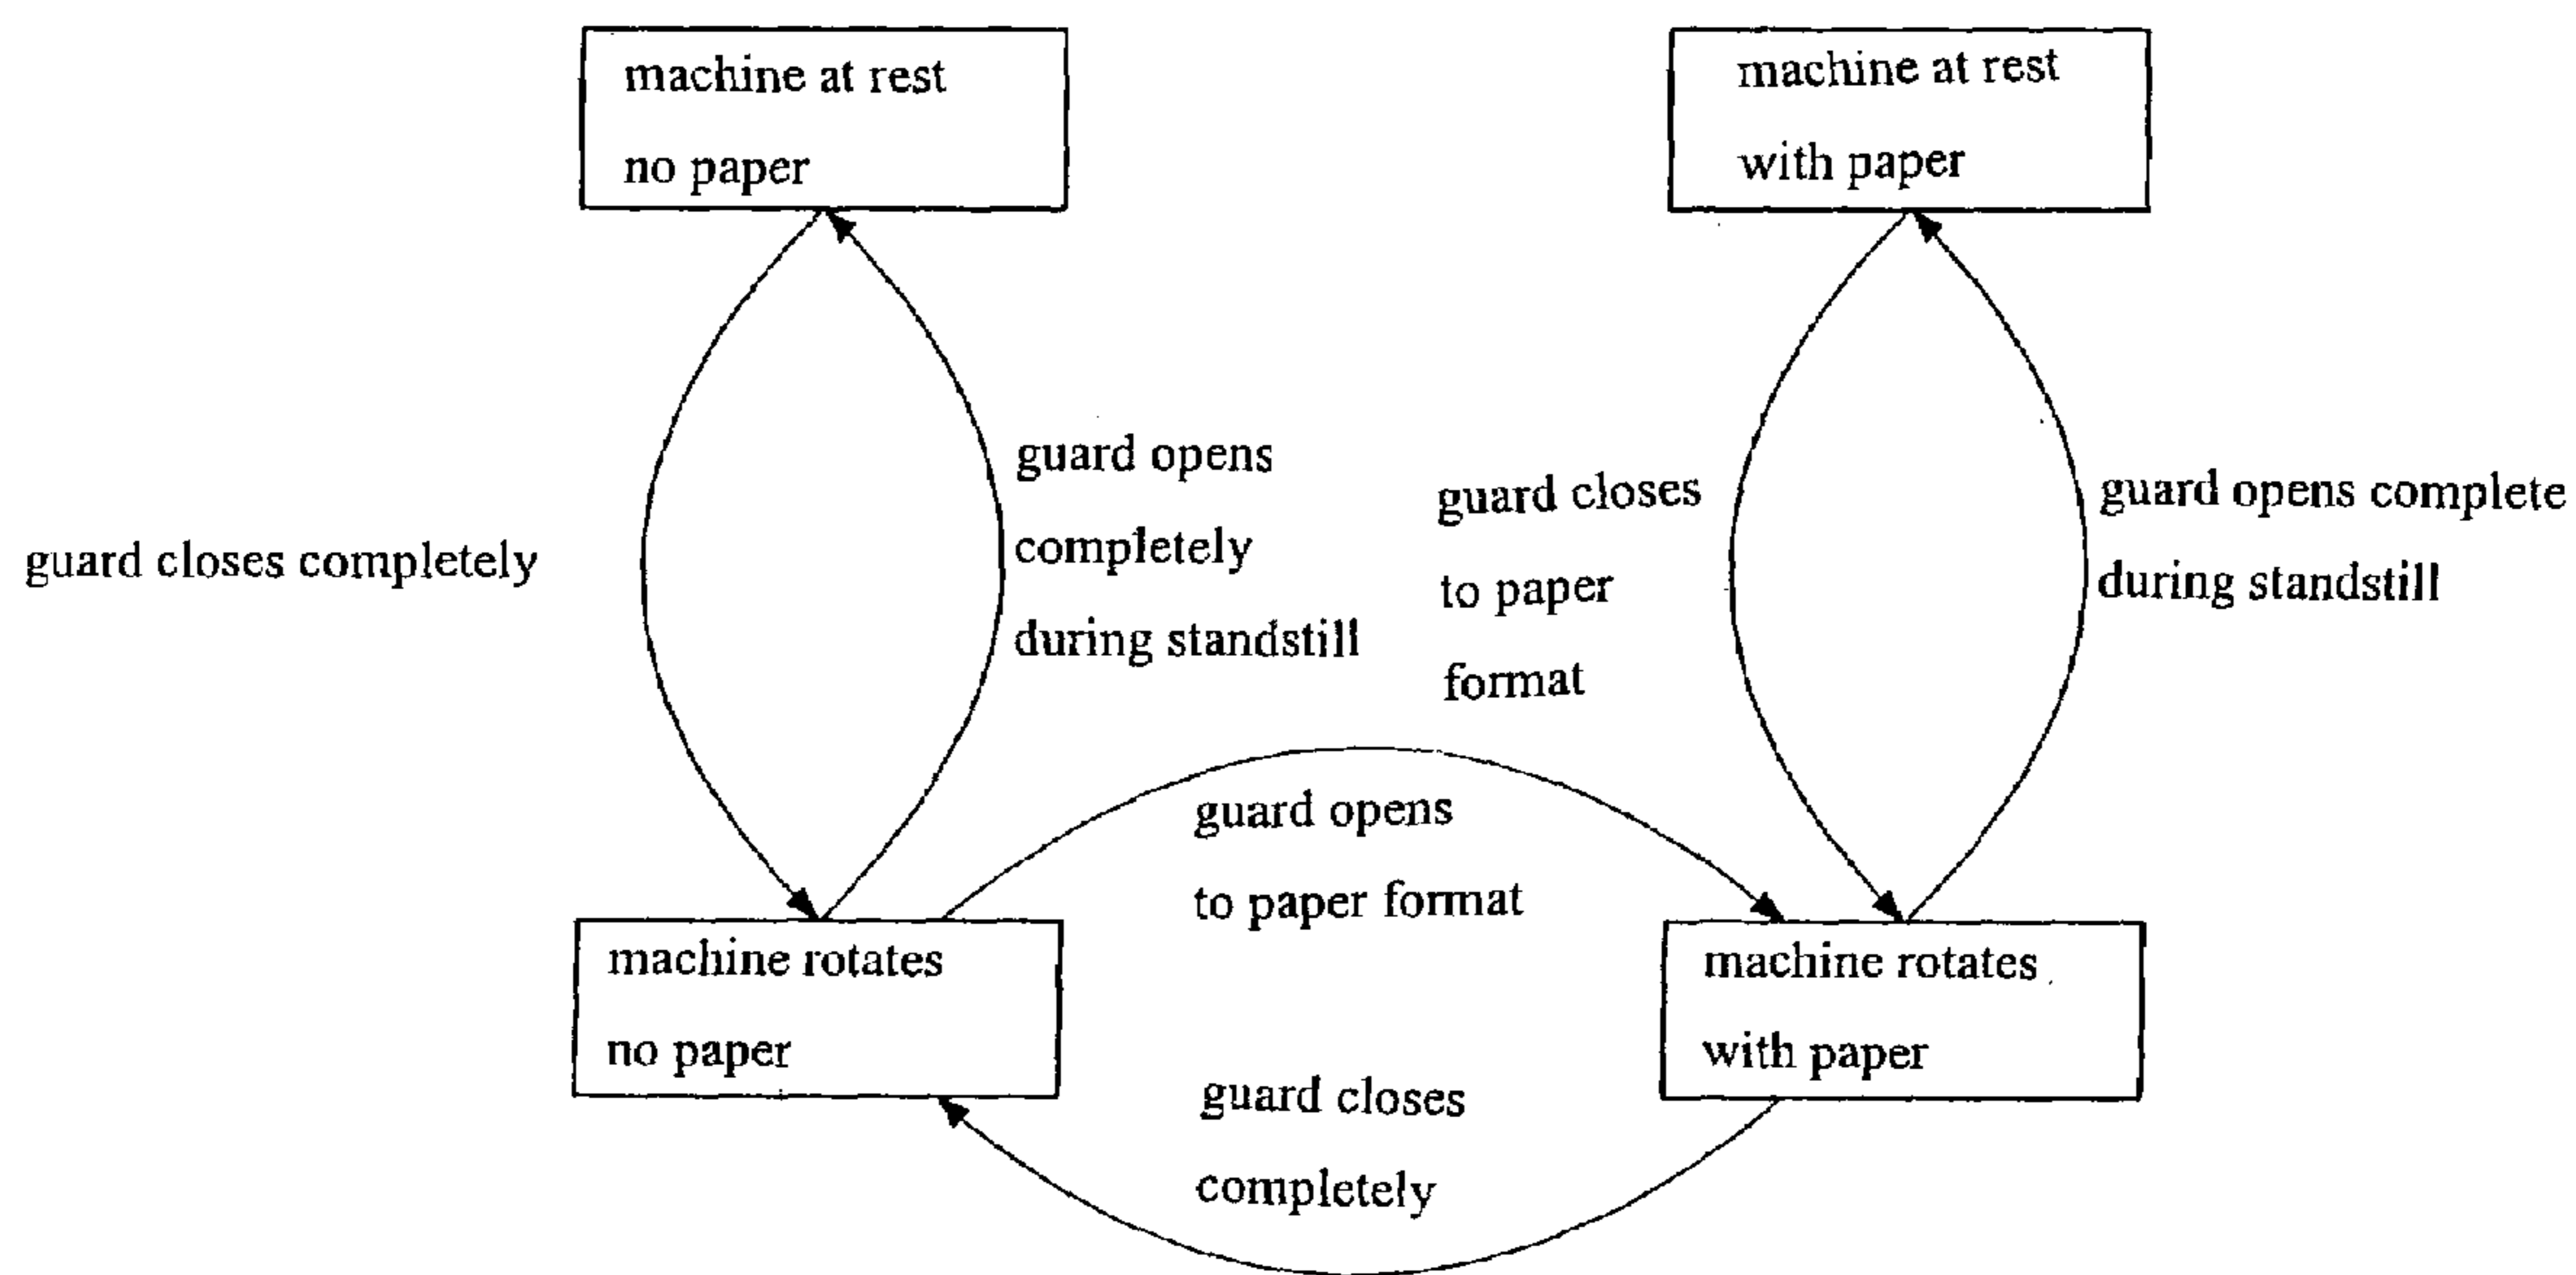 machine at rest
no paper
machine at rest
with paper
guard closes completely
guard opens
completely
during standstill
guard closes
to paper
format
guard opens complete
during standstill
guard opens
to paper format
machine rotates
no paper
machine rotates
with paper
guard closes
completely